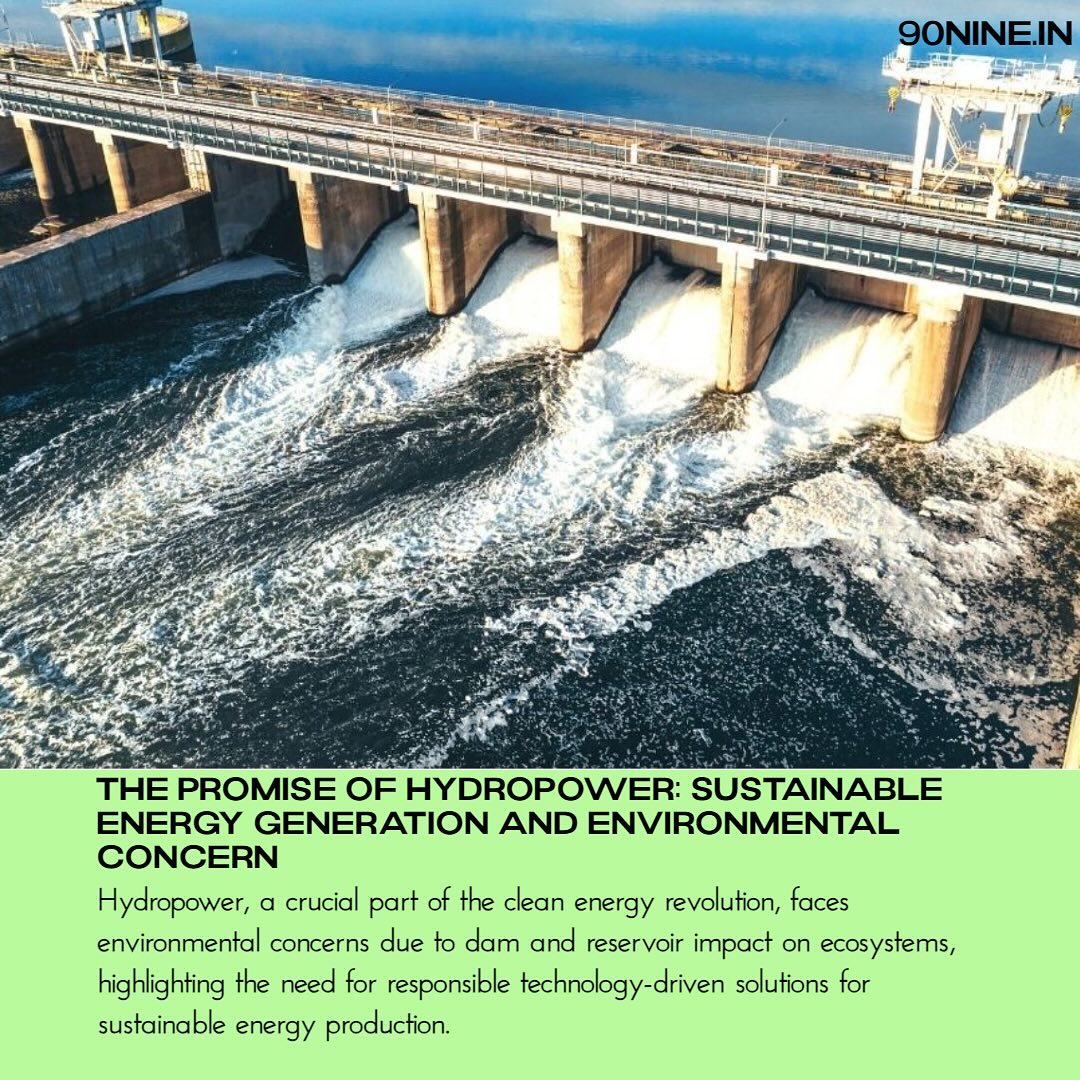 90NINE.IN
THE PROMISE OF HYDROPOWER: SUSTAINABLE
ENERGY GENERATION AND ENVIRONMENTAL
CONCERN
Hydropower, a crucial part of the clean energy revolution, faces
environmental concerns due to dam and reservoir impact on ecosystems,
highlighting the need for responsible technology-driven solutions for
sustainable energy production.